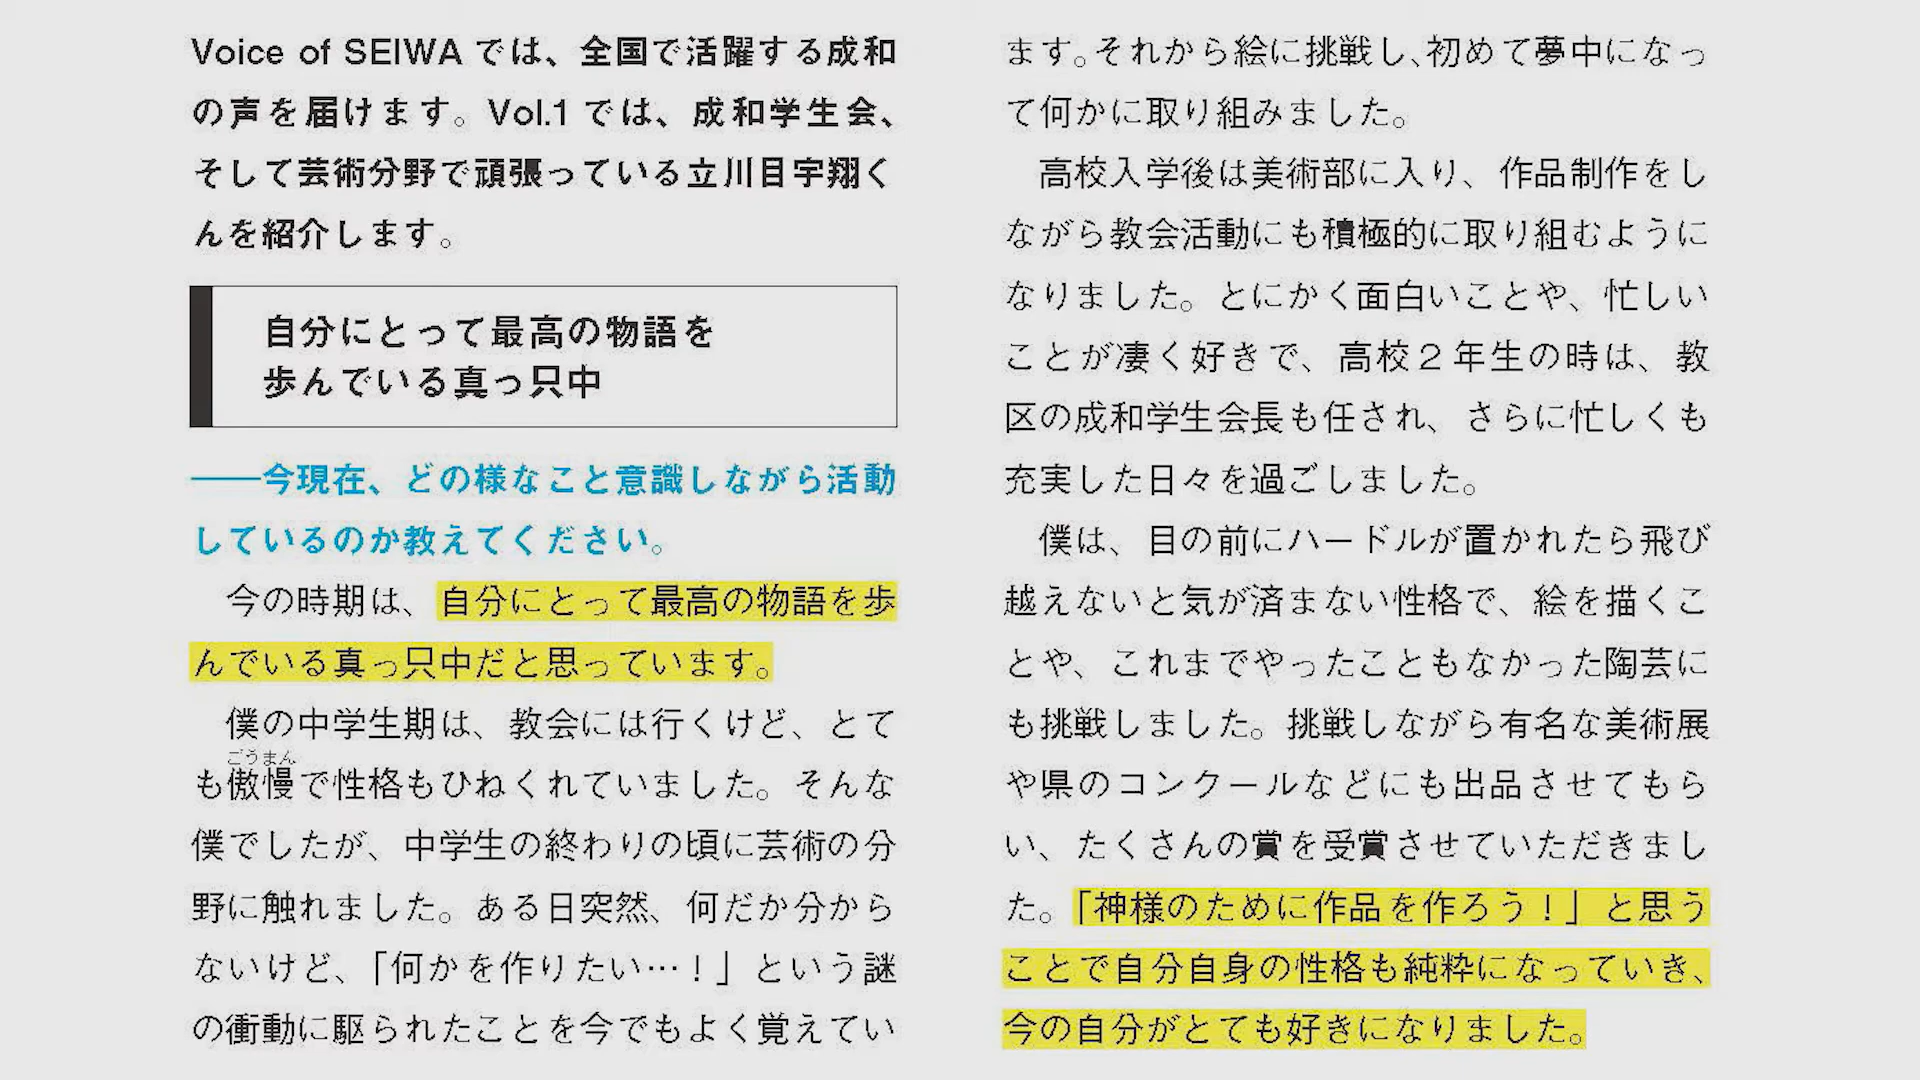 Voice of SEIWA では、全国で活躍する成和
の声を届けます。Vol.1 では、成和学生会、
そして芸術分野で頑張っている立川目宇翔く
んを紹介します。
自分にとって最高の物語を
歩んでいる真っ只中
――今現在、どの様なこと意識しながら活動
しているのか教えてください。
今の時期は、自分にとって最高の物語を歩
んでいる真っ只中だと思っています。
僕の中学生期は、教会には行くけど、とて
ごうまん
も傲慢で性格もひねくれていました。そんな
僕でしたが、中学生の終わりの頃に芸術の分
野に触れました。ある日突然、何だか分から
ないけど、「何かを作りたい…！」という謎
の衝動に駆られたことを今でもよく覚えてい
ます。それから絵に挑戦し、初めて夢中になっ
て何かに取り組みました。
高校入学後は美術部に入り、作品制作をし
ながら教会活動にも積極的に取り組むように
なりました。とにかく面白いことや、忙しい
ことが凄く好きで、高校２年生の時は、教
区の成和学生会長も任され、さらに忙しくも
充実した日々を過ごしました。
僕は、目の前にハードルが置かれたら飛び
越えないと気が済まない性格で、絵を描くこ
とや、これまでやったこともなかった陶芸に
も挑戦しました。挑戦しながら有名な美術展
や県のコンクールなどにも出品させてもら
い、たくさんの賞を受賞させていただきまし
た。「神様のために作品を作ろう！」と思う
ことで自分自身の性格も純粋になっていき、
今の自分がとても好きになりました。